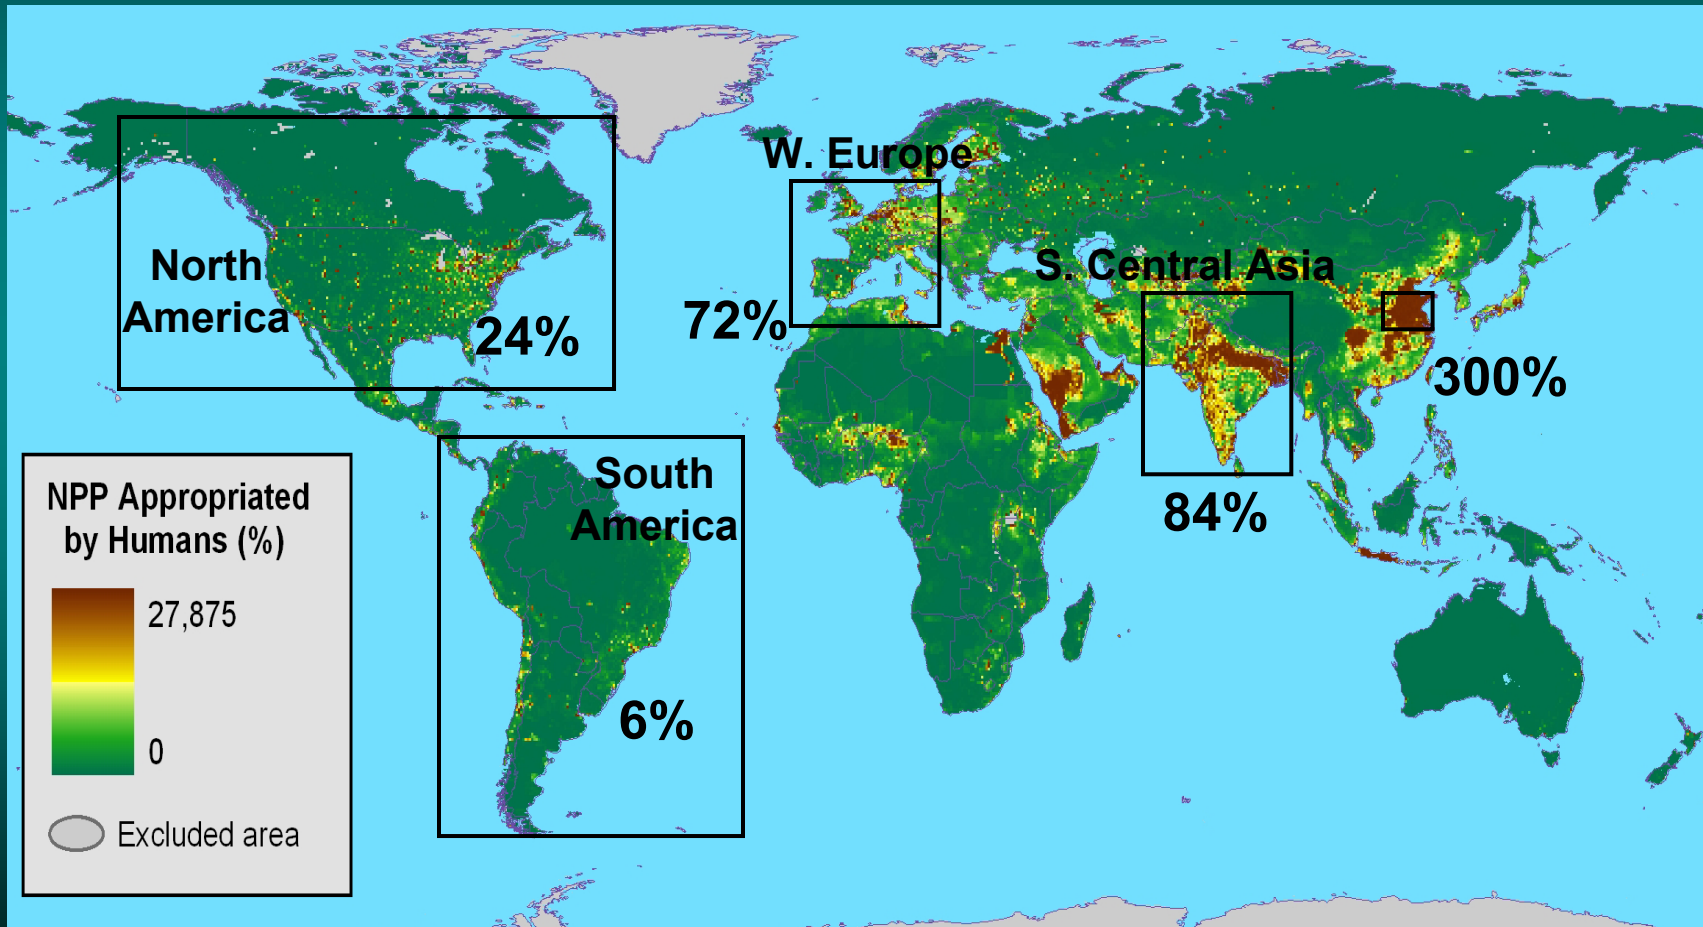 W. Europe
North
America
24%
72%
S. Central Asia
300%
84%
South
America
6%
NPP Appropriated
by Humans (%)
27,875
0
Excluded area